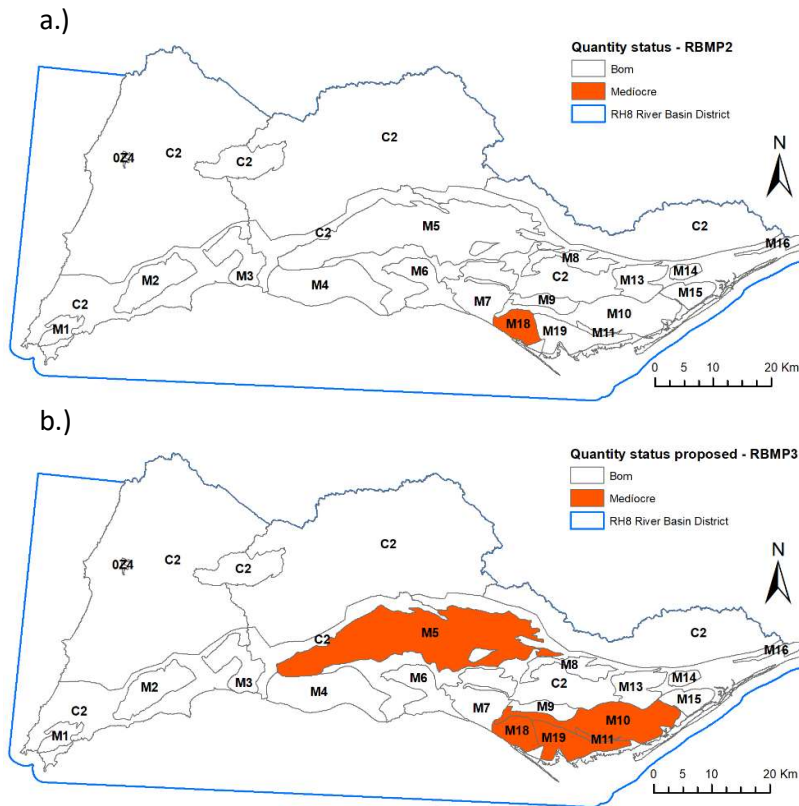 a.)
Quantity status - RBMP2
Bom
Medíocre
RH8 River Basin District
N
C2
0Z4
C2
C2
C2
M16
C2
M5
M8
M14
M2
M3
M6
C2
M13
M4
M15
C2
M7
M9
M10
M1
M18
M19
M11
0 5 10 20 Km
b.)
Quantity status proposed - RBMP3
Bom
Medíocre
RH8 River Basin District
N
C2
0Z4
C2
C2
C2
C2
M5
M16
M8
M14
M2
M3
M6
C2
M13
M4
M15
C2
M7
M9
M10
M1
M18
M19
M11
0 5 10 20 Km